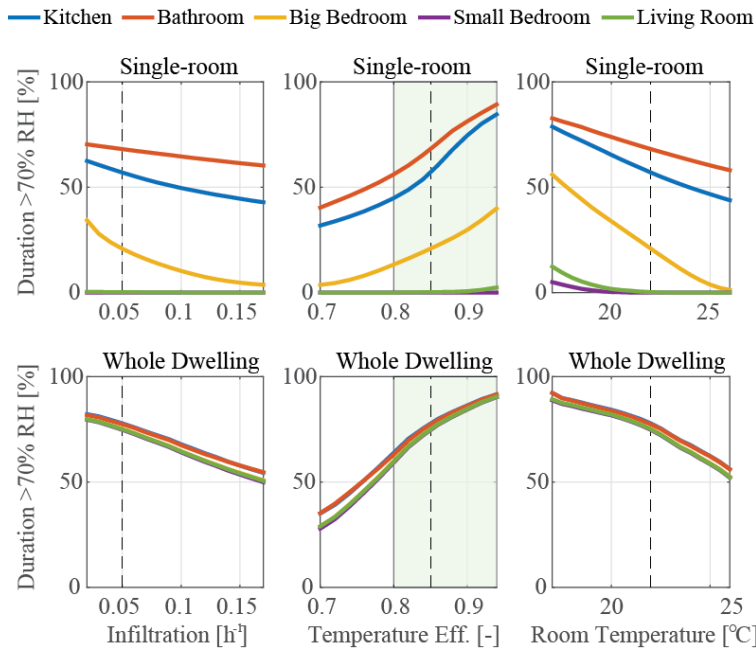 Kitchen Bathroom Big Bedroom Small Bedroom Living Room
Single-room Single-room Single-room
Duration >70% RH [%]
100
50
0
0.05 0.1 0.15 0.7 0.8 0.9 20 25
Whole Dwelling Whole Dwelling Whole Dwelling
Duration >70% RH [%]
100
50
0
0.05 0.1 0.15 0.7 0.8 0.9 20 25
Infiltration [h⁻¹] Temperature Eff. [-] Room Temperature [°C]